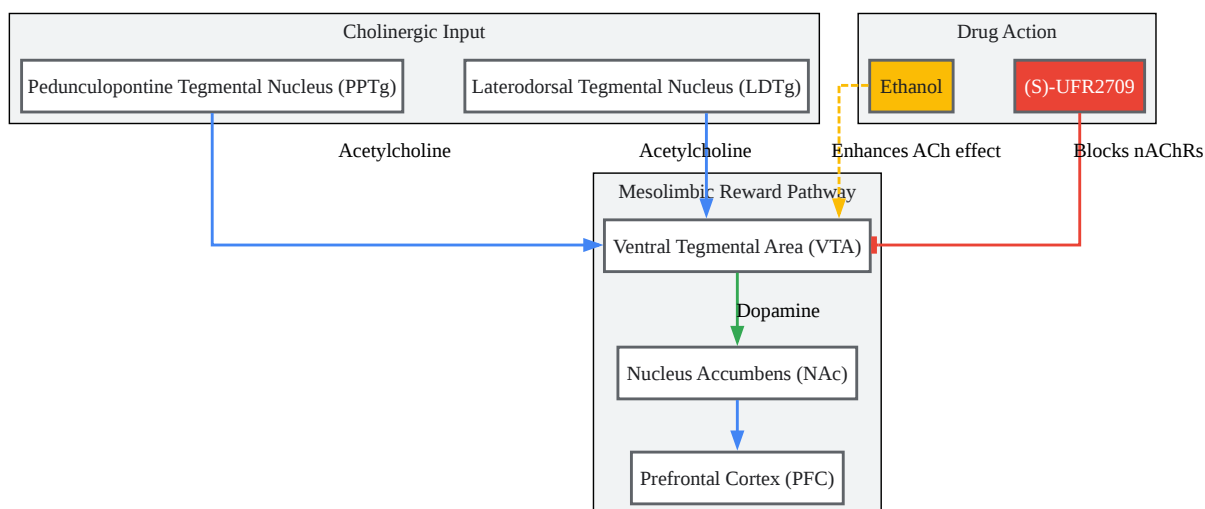 Cholinergic Input
Drug Action
Pedunculopontine Tegmental Nucleus (PPTg)
Laterodorsal Tegmental Nucleus (LDTg)
Ethanol
(S)-UFR2709
Acetylcholine
Acetylcholine
Enhances ACh effect
Blocks nAChRs
Mesolimbic Reward Pathway
Ventral Tegmental Area (VTA)
Dopamine
Nucleus Accumbens (NAc)
Prefrontal Cortex (PFC)